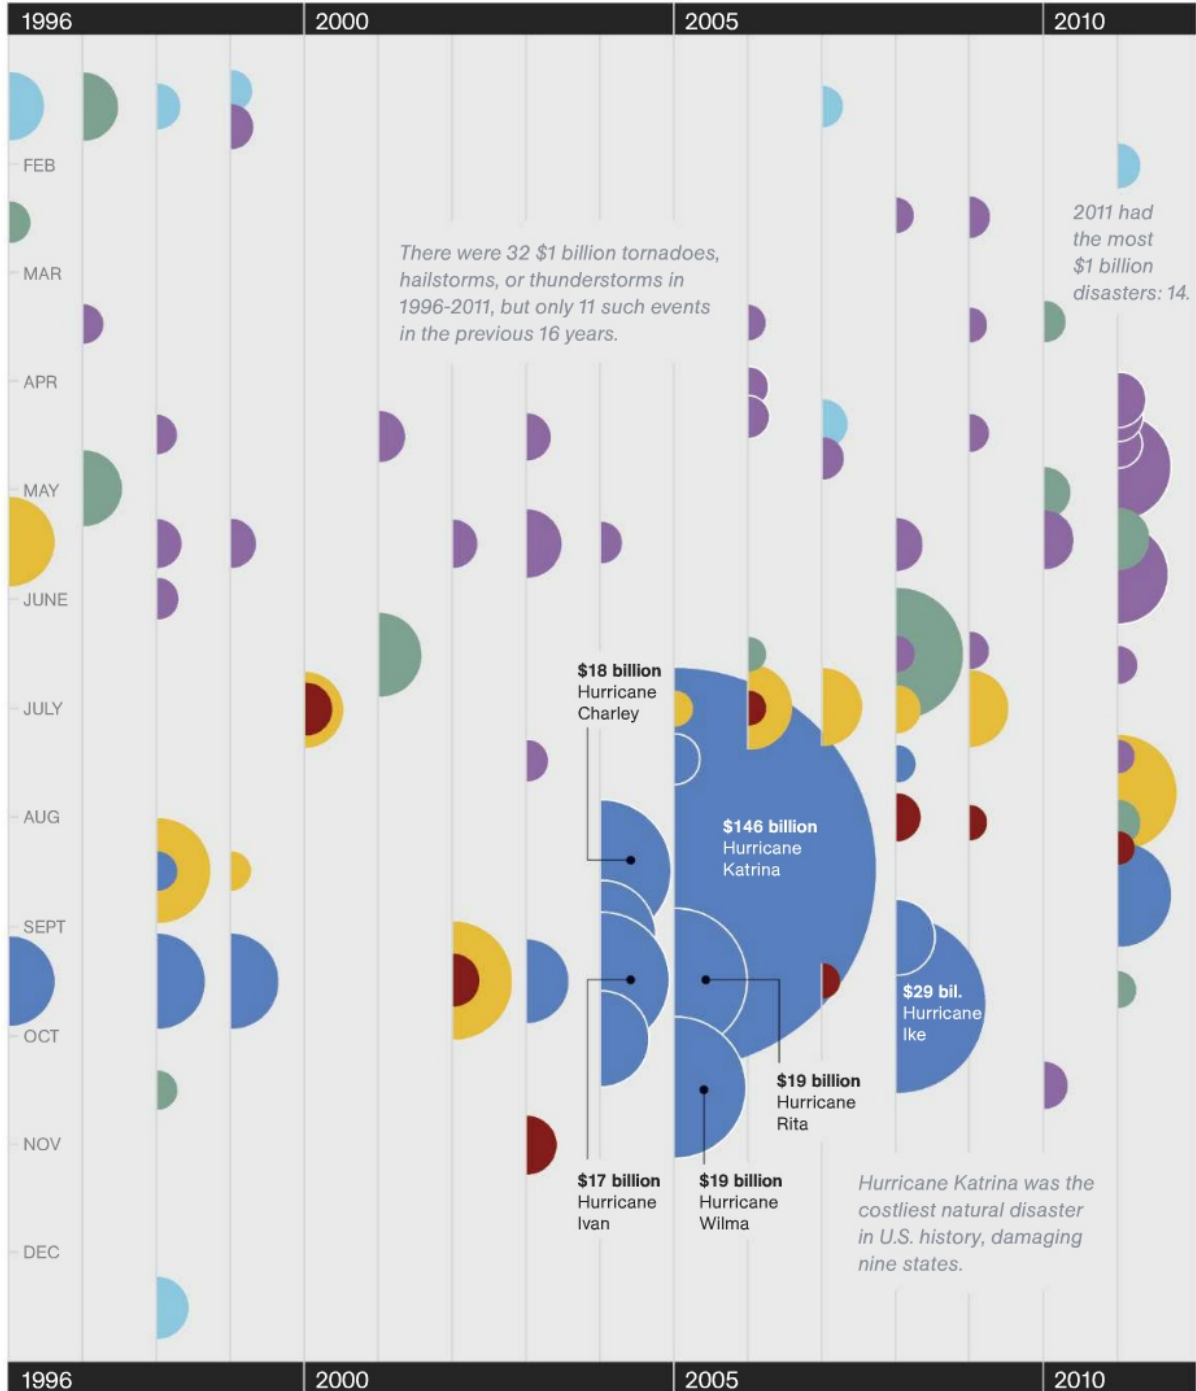 1996
2000
2005
2010
FEB
2011 had
the most
$1 billion
disasters: 14.
There were 32 $1 billion tornadoes,
hailstorms, or thunderstorms in
1996-2011, but only 11 such events
in the previous 16 years.
MAR
APR
MAY
JUNE
$18 billion
Hurricane
Charley
JULY
AUG
$146 billion
Hurricane
Katrina
SEPT
$29 bil.
Hurricane
Ike
OCT
$19 billion
Hurricane
Rita
NOV
$17 billion
Hurricane
Ivan
$19 billion
Hurricane
Wilma
Hurricane Katrina was the
costliest natural disaster
in U.S. history, damaging
nine states.
DEC
1996
2000
2005
2010